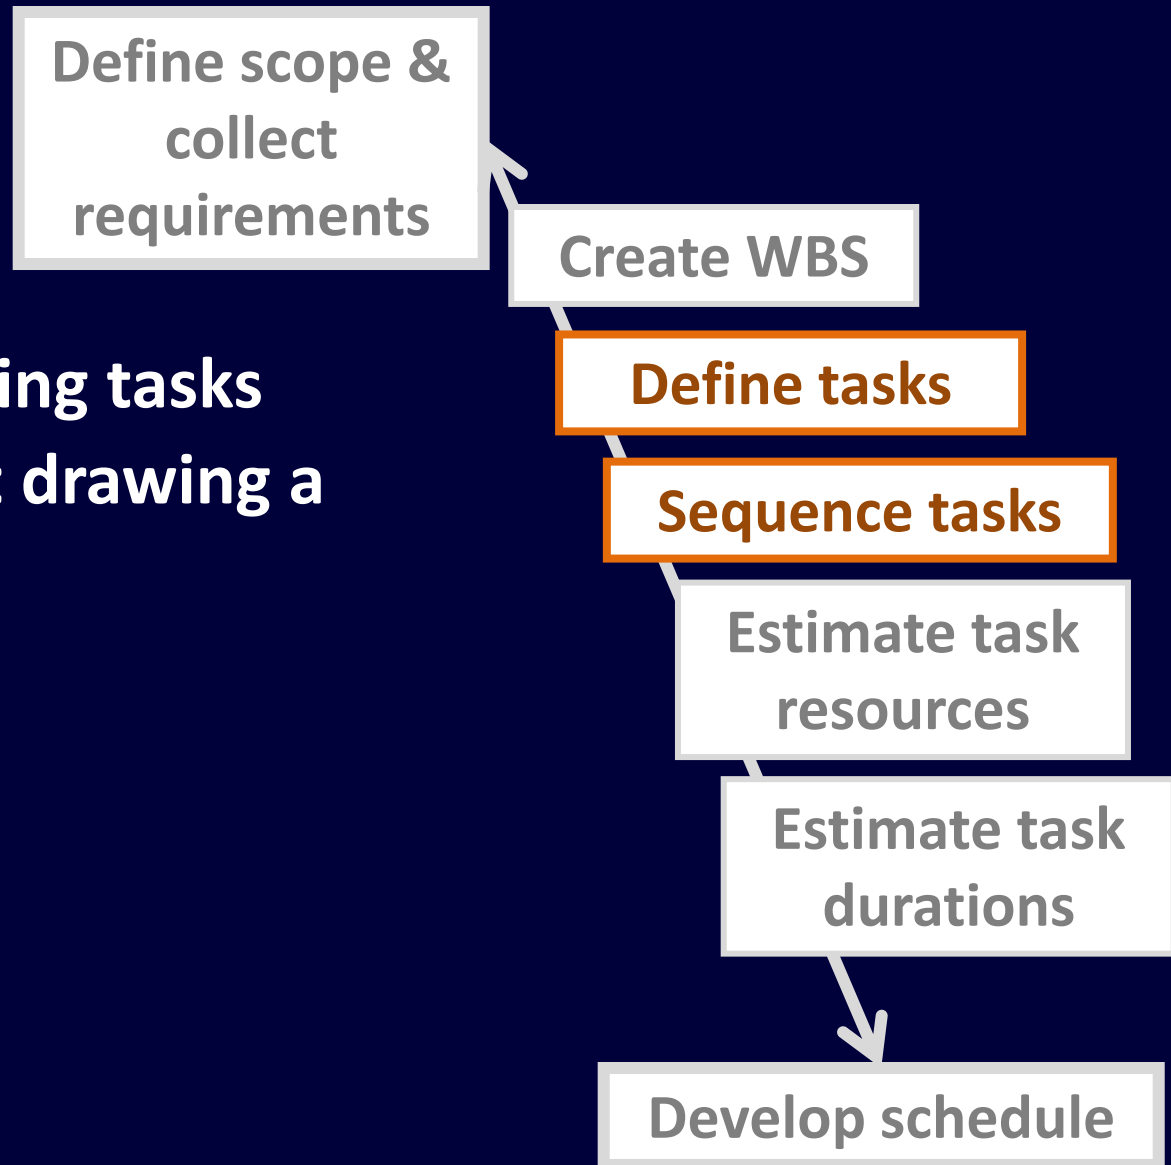 Define scope &
collect
requirements
Create WBS
ing tasks
drawing a
Define tasks
Sequence tasks
Estimate task
resources
Estimate task
durations
Develop schedule